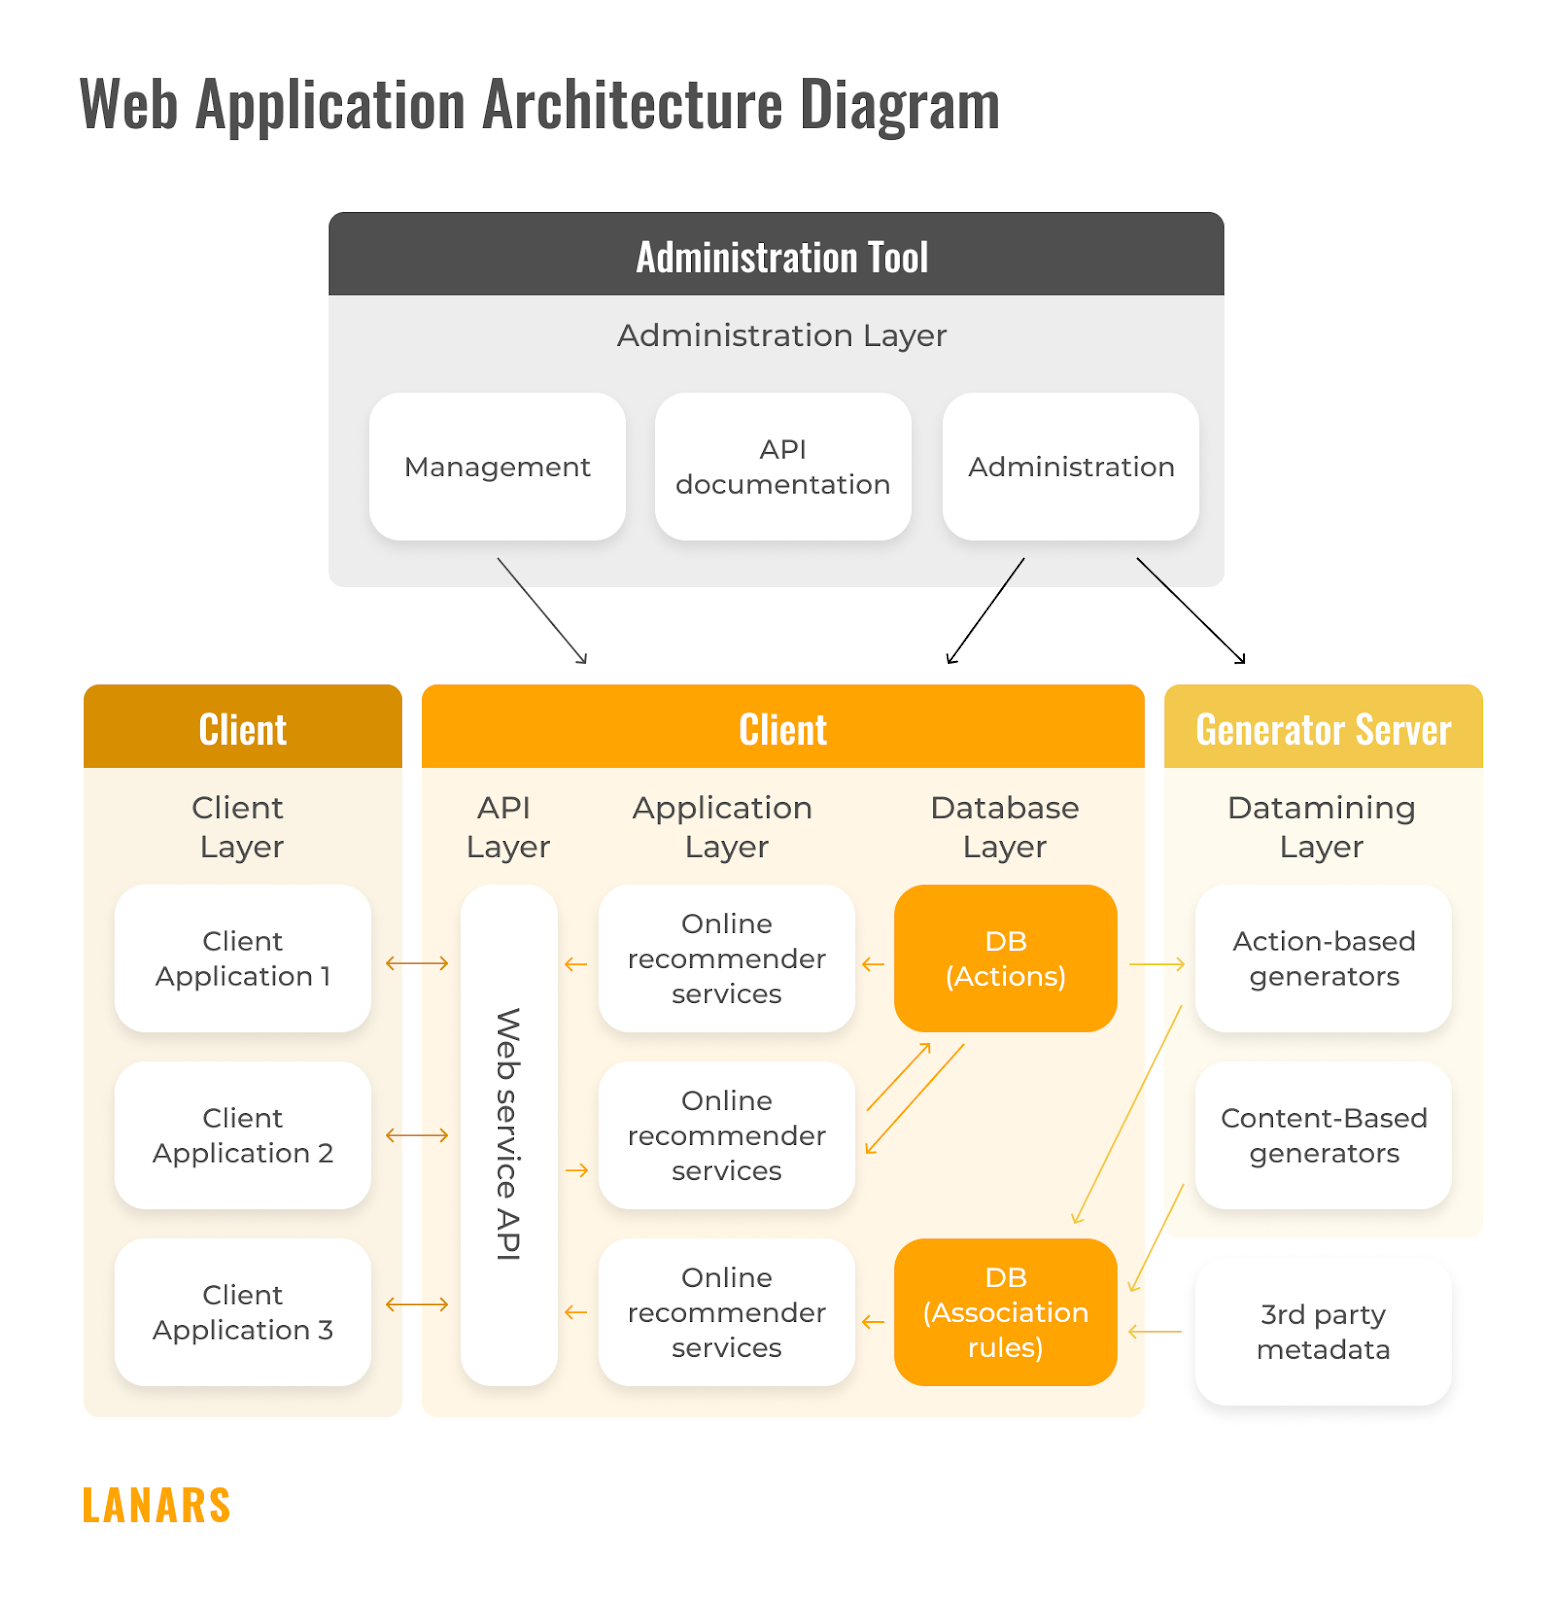 Web Application Architecture Diagram
Administration Tool
Administration Layer
Management
API
documentation
Administration
Client
Client
Layer
Client
Application 1
Client
Application 2
Client
Application 3
Client
API
Layer
Web service API
Application
Layer
Online
recommender
services
Online
recommender
services
Online
recommender
services
Database
Layer
DB
(Actions)
DB
(Association
rules)
Generator Server
Datamining
Layer
Action-based
generators
Content-Based
generators
3rd party
metadata
LANARS